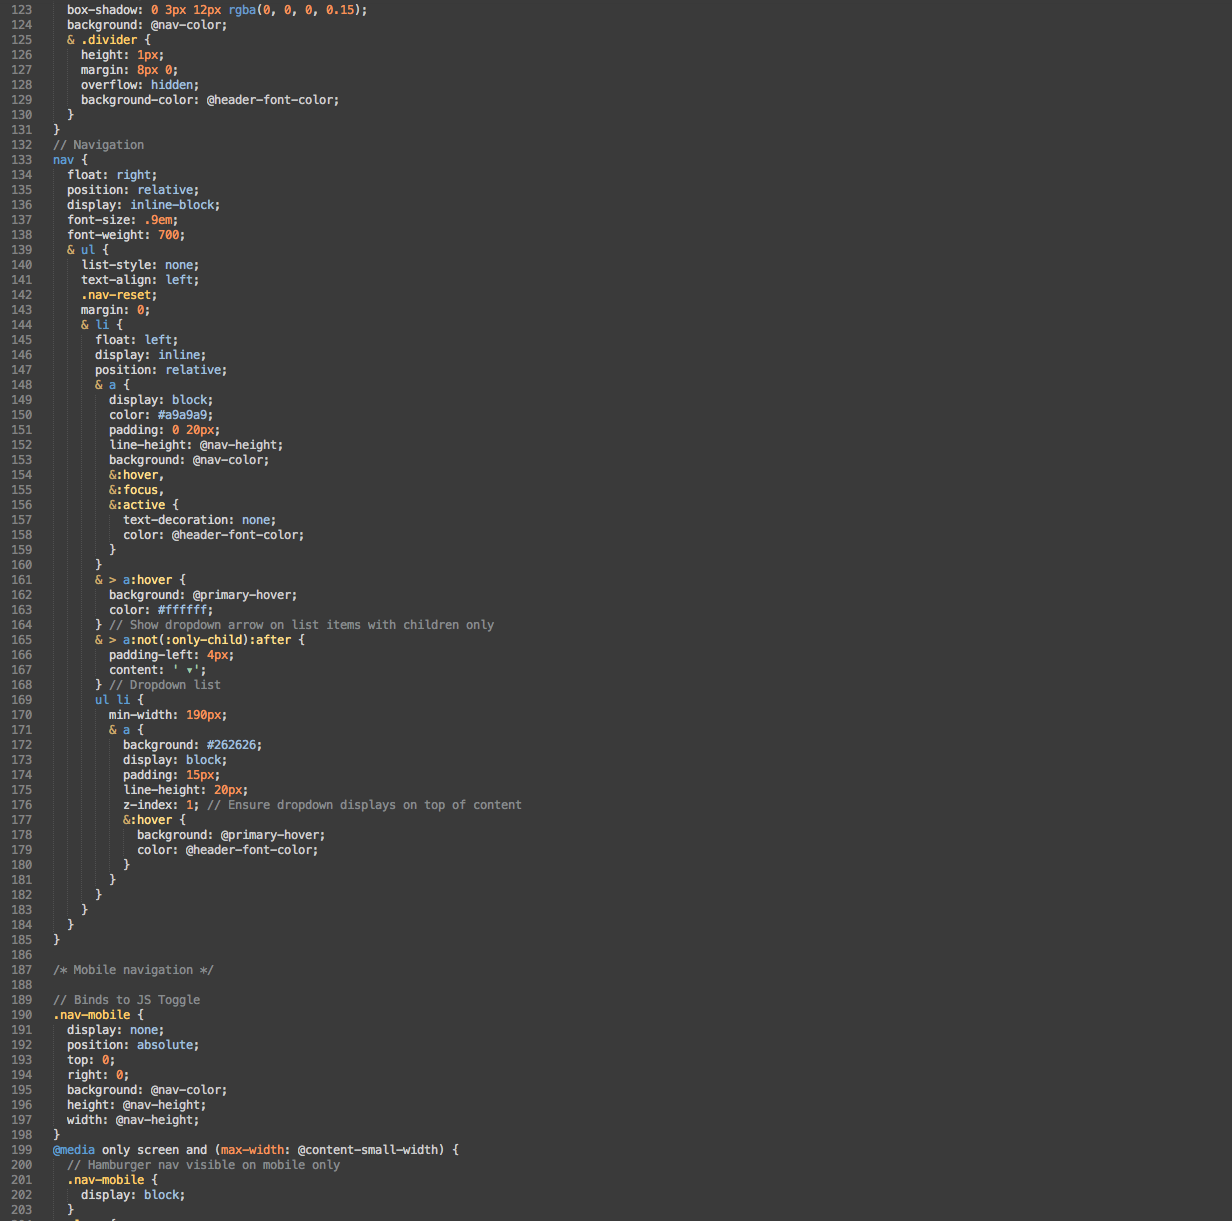 123 box-shadow: 0 3px 12px rgba(0, 0, 0, 0.15);
124 background: @nav-color;
125 & .divider {
126 height: 1px;
127 margin: 8px 0;
128 overflow: hidden;
129 background-color: @header-font-color;
130 }
131 }
132 // Navigation
133 nav {
134 float: right;
135 position: relative;
136 display: inline-block;
137 font-size: .9em;
138 font-weight: 700;
139 & ul {
140 list-style: none;
141 text-align: left;
142 .nav-reset;
143 margin: 0;
144 & li {
145 float: left;
146 display: inline;
147 position: relative;
148 & a {
149 display: block;
150 color: #a9a9a9;
151 padding: 0 20px;
152 line-height: @nav-height;
153 background: @nav-color;
154 &:hover,
155 &:focus,
156 &:active {
157 text-decoration: none;
158 color: @header-font-color;
159 }
160 }
161 & > a:hover {
162 background: @primary-hover;
163 color: #ffffff;
164 } // Show dropdown arrow on list items with children only
165 & > a:not(:only-child):after {
166 padding-left: 4px;
167 content: ' ▾';
168 } // Dropdown list
169 ul li {
170 min-width: 190px;
171 & a {
172 background: #262626;
173 display: block;
174 padding: 15px;
175 line-height: 20px;
176 z-index: 1; // Ensure dropdown displays on top of content
177 &:hover {
178 background: @primary-hover;
179 color: @header-font-color;
180 }
181 }
182 }
183 }
184 }
185 }
186
187 /* Mobile navigation */
188
189 // Binds to JS Toggle
190 .nav-mobile {
191 display: none;
192 position: absolute;
193 top: 0;
194 right: 0;
195 background: @nav-color;
196 height: @nav-height;
197 width: @nav-height;
198 }
199 @media only screen and (max-width: @content-small-width) {
200 // Hamburger nav visible on mobile only
201 .nav-mobile {
202 display: block;
203 }